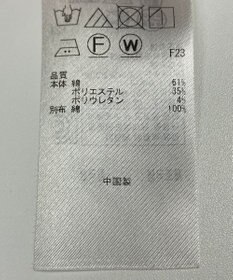 F W
F23
品質
本体 綿 61%
ポリエステル 35%
ポリウレタン 4%
別布 綿 100%
中国製